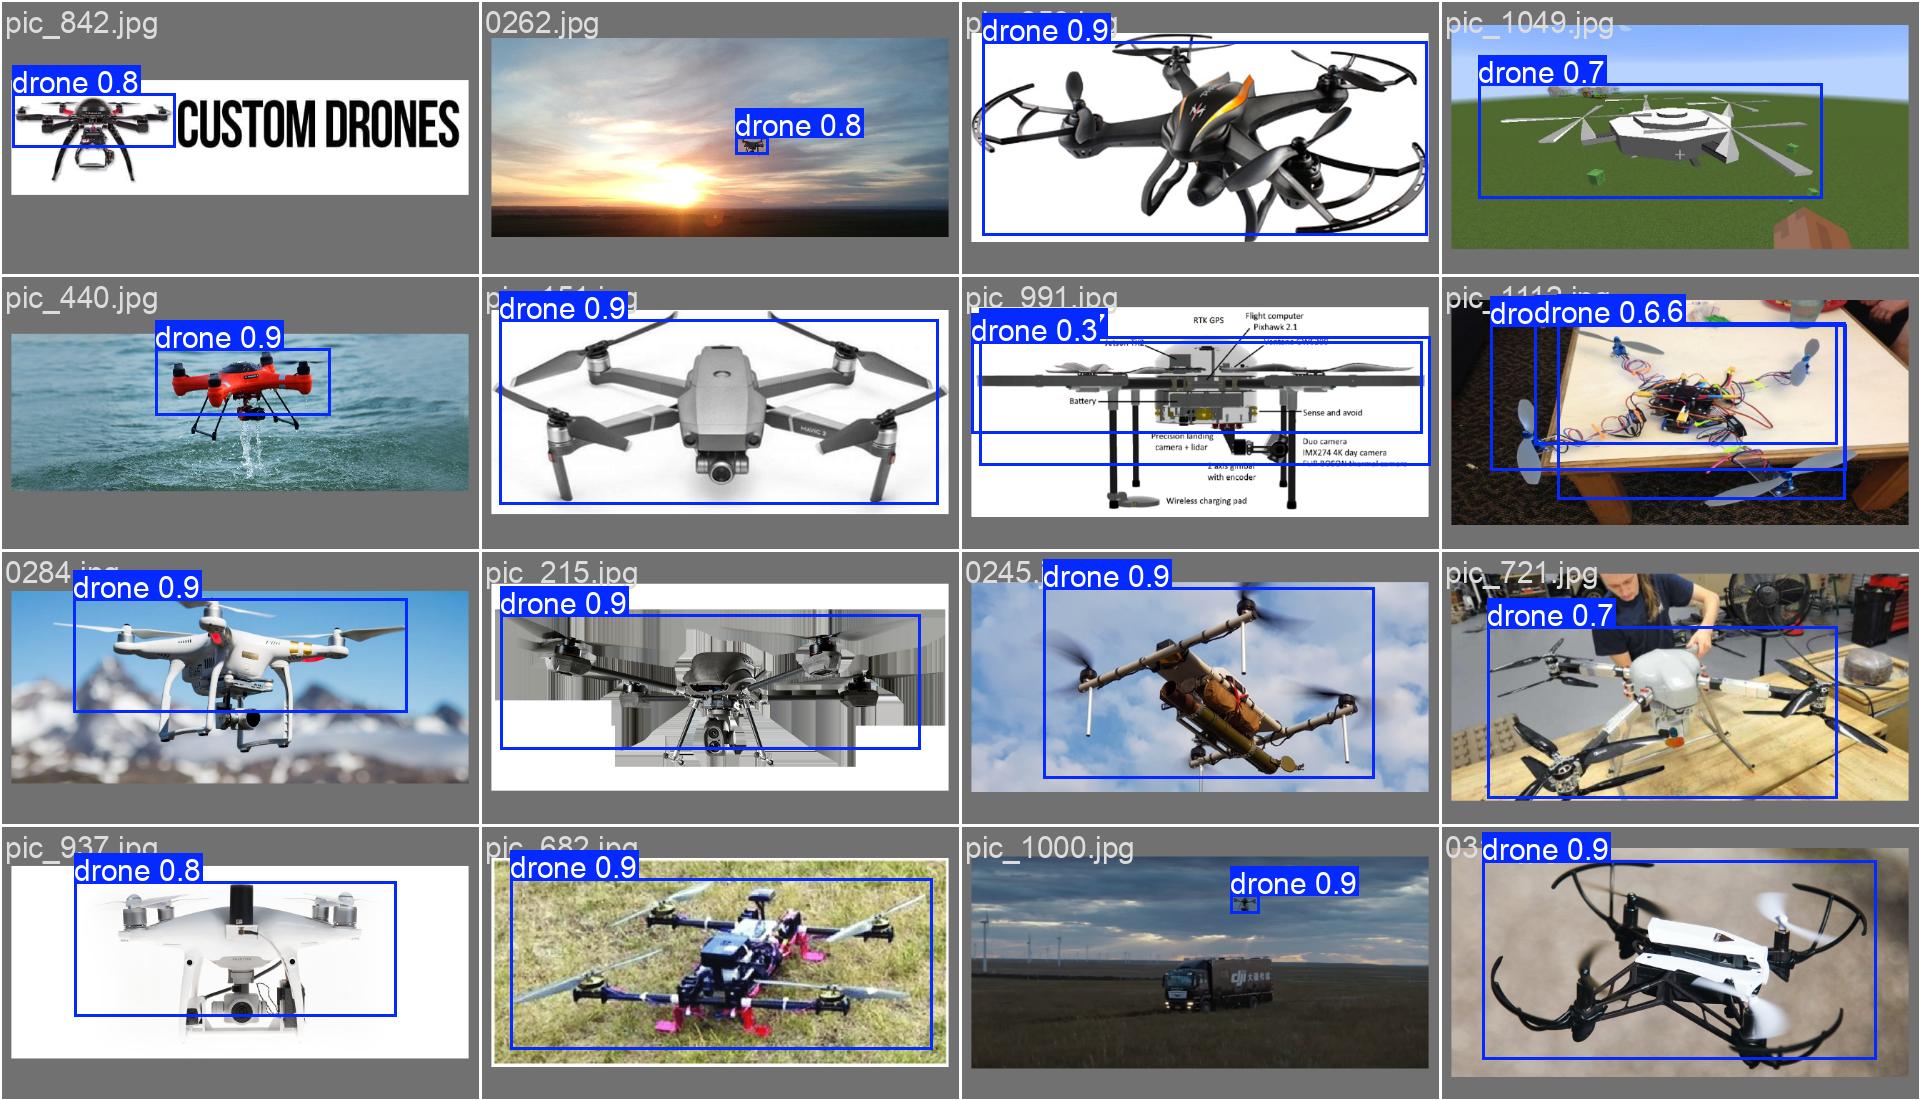 pic_842.jpg
drone 0.8
CUSTOM DRONES
0262.jpg
drone 0.8
drone 0.9
pic_1049.jpg
drone 0.7
pic_440.jpg
drone 0.9
drone 0.9
MAVIC 2
pic_991.jpg
drone 0.3
RTK GPS
Flight computer
Pixhawk 2.1
Battery
Sense and avoid
Precision landing
camera + lidar
Duo camera
IMX274 4K day camera
2 axis gimbal
with encoder
Wireless charging pad
drodrone 0.6.6
0284.jpg
drone 0.9
pic_215.jpg
drone 0.9
0245.
drone 0.9
pic_721.jpg
drone 0.7
pic_937.jpg
drone 0.8
pic_682.jpg
drone 0.9
pic_1000.jpg
drone 0.9
dji
03
drone 0.9